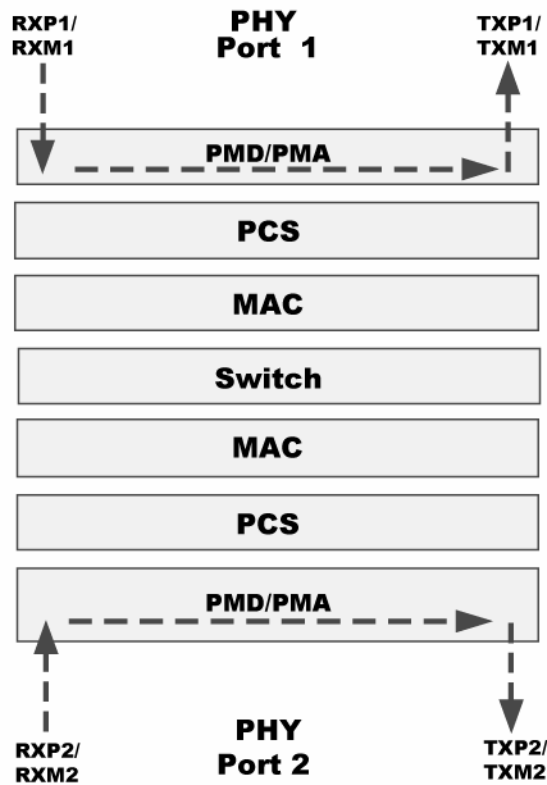 RXP1/
RXM1
PHY
Port 1
TXP1/
TXM1
PMD/PMA
PCS
MAC
Switch
MAC
PCS
PMD/PMA
RXP2/
RXM2
PHY
Port 2
TXP2/
TXM2